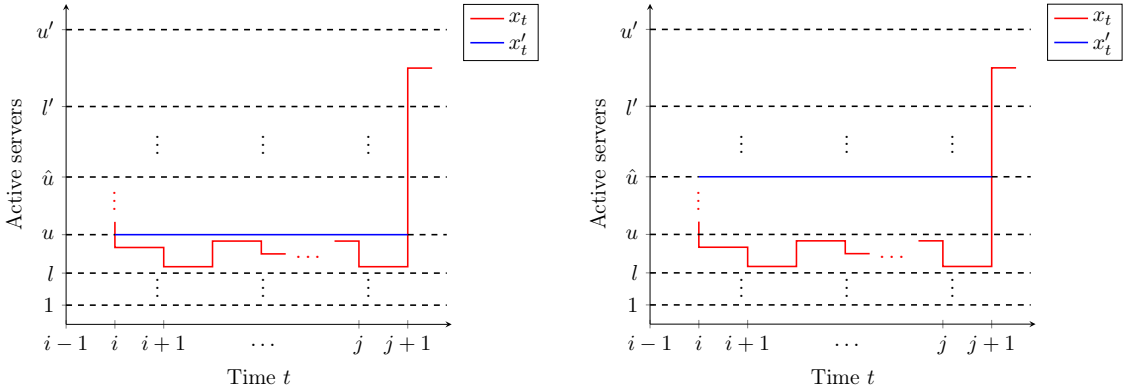 x_t
x'_t
u'
l'
û
u
l
1
Active servers
i − 1
i
i + 1
⋯
j
j + 1
Time t
x_t
x'_t
u'
l'
û
u
l
1
Active servers
i − 1
i
i + 1
⋯
j
j + 1
Time t